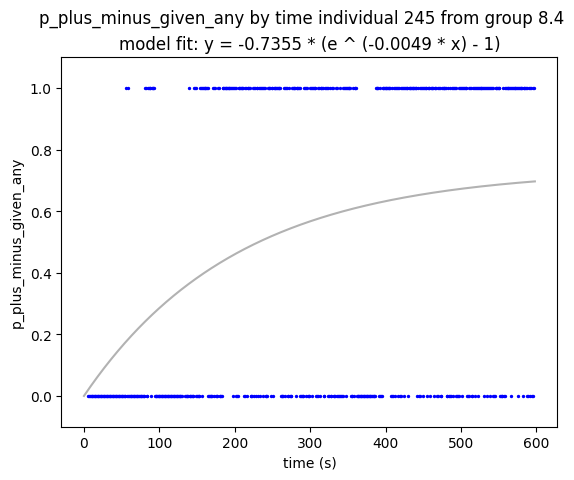 p_plus_minus_given_any by time individual 245 from group 8.4
model fit: y = -0.7355 * (e ^ (-0.0049 * x) - 1)
1.0
0.8
0.6
0.4
0.2
0.0
p_plus_minus_given_any
0 100 200 300 400 500 600
time (s)